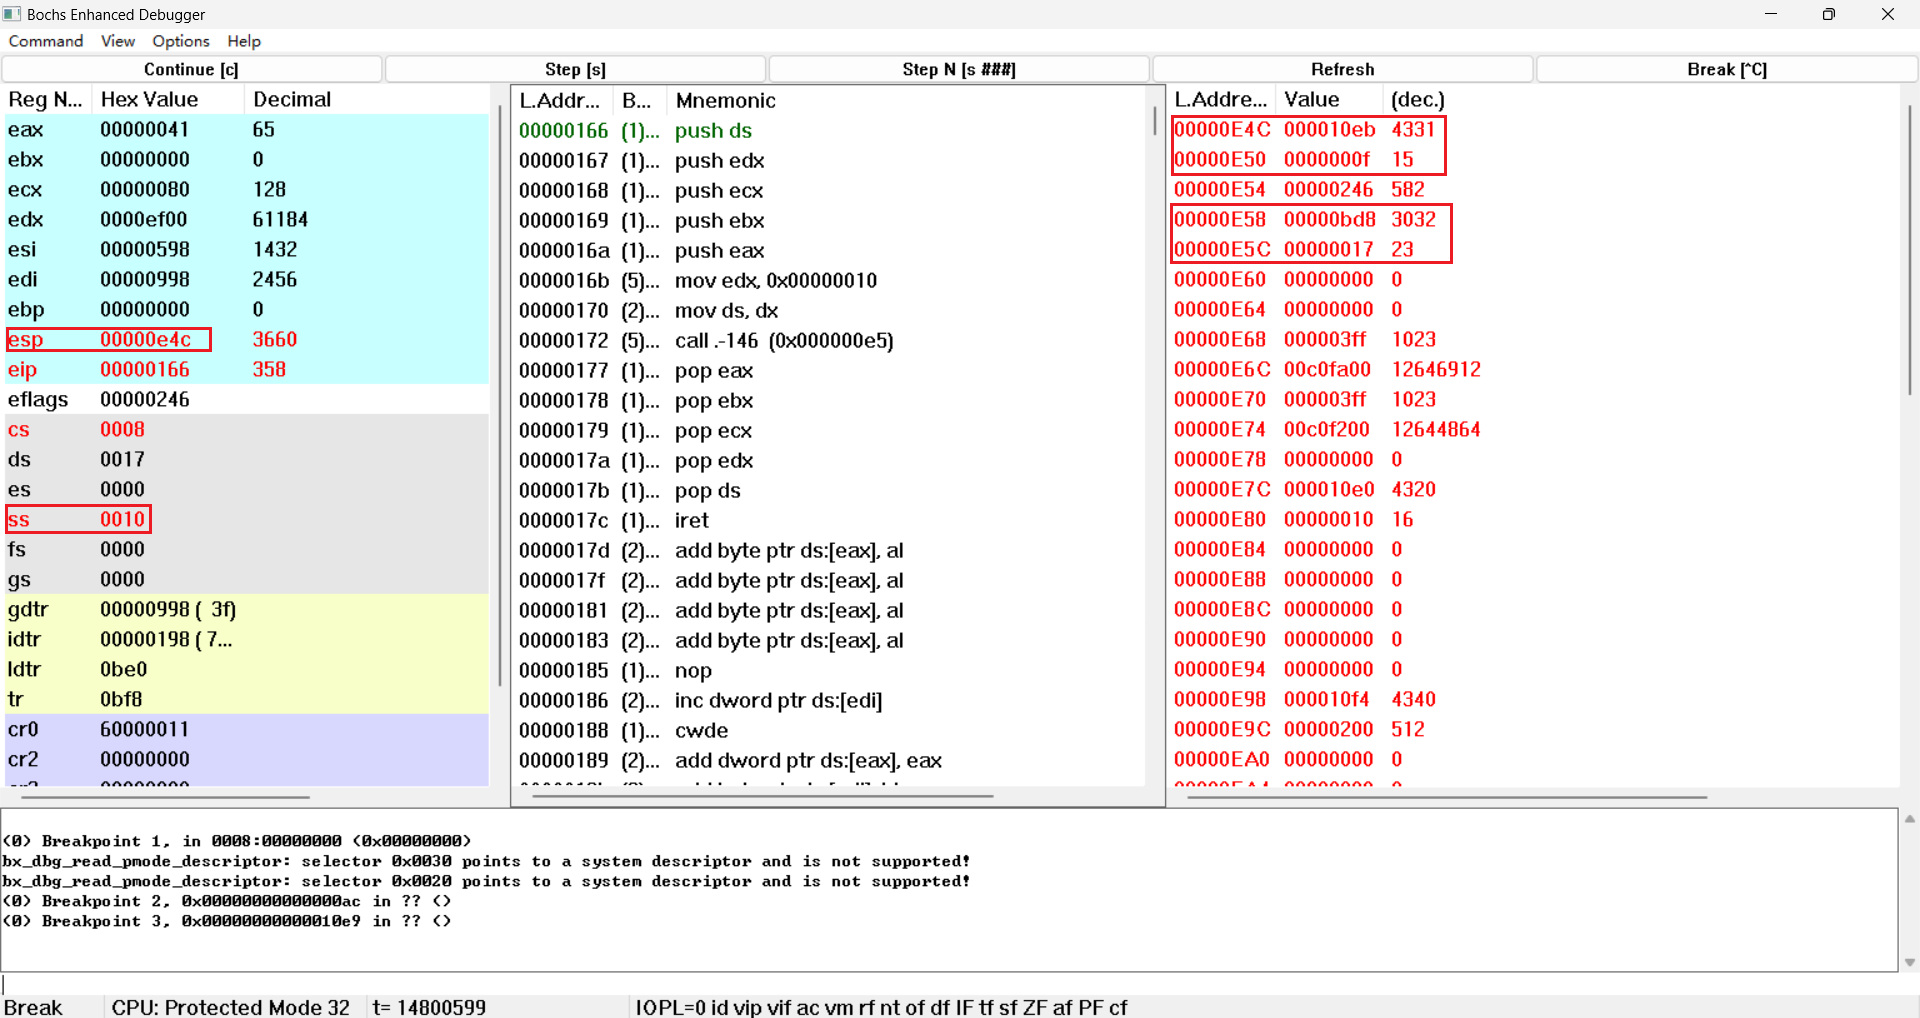 Bochs Enhanced Debugger
Command View Options Help
Continue [c] Step [s] Step N [s ###] Refresh Break [^C]
Reg N... Hex Value Decimal
eax 00000041 65
ebx 00000000 0
ecx 00000080 128
edx 0000ef00 61184
esi 00000598 1432
edi 00000998 2456
ebp 00000000 0
esp 00000e4c 3660
eip 00000166 358
eflags 00000246
cs 0008
ds 0017
es 0000
ss 0010
fs 0000
gs 0000
gdtr 00000998 ( 3f)
idtr 00000198 ( 7...
ldtr 0be0
tr 0bf8
cr0 60000011
cr2 00000000
L.Addr... B... Mnemonic
00000166 (1)... push ds
00000167 (1)... push edx
00000168 (1)... push ecx
00000169 (1)... push ebx
0000016a (1)... push eax
0000016b (5)... mov edx, 0x00000010
00000170 (2)... mov ds, dx
00000172 (5)... call .-146 (0x000000e5)
00000177 (1)... pop eax
00000178 (1)... pop ebx
00000179 (1)... pop ecx
0000017a (1)... pop edx
0000017b (1)... pop ds
0000017c (1)... iret
0000017d (2)... add byte ptr ds:[eax], al
0000017f (2)... add byte ptr ds:[eax], al
00000181 (2)... add byte ptr ds:[eax], al
00000183 (2)... add byte ptr ds:[eax], al
00000185 (1)... nop
00000186 (2)... inc dword ptr ds:[edi]
00000188 (1)... cwde
00000189 (2)... add dword ptr ds:[eax], eax
L.Addre... Value (dec.)
00000E4C 000010eb 4331
00000E50 0000000f 15
00000E54 00000246 582
00000E58 00000bd8 3032
00000E5C 00000017 23
00000E60 00000000 0
00000E64 00000000 0
00000E68 000003ff 1023
00000E6C 00c0fa00 12646912
00000E70 000003ff 1023
00000E74 00c0f200 12644864
00000E78 00000000 0
00000E7C 000010e0 4320
00000E80 00000010 16
00000E84 00000000 0
00000E88 00000000 0
00000E8C 00000000 0
00000E90 00000000 0
00000E94 00000000 0
00000E98 000010f4 4340
00000E9C 00000200 512
00000EA0 00000000 0
(0) Breakpoint 1, in 0008:00000000 (0x00000000)
bx_dbg_read_pmode_descriptor: selector 0x0030 points to a system descriptor and is not supported!
bx_dbg_read_pmode_descriptor: selector 0x0020 points to a system descriptor and is not supported!
(0) Breakpoint 2, 0x00000000000000ac in ?? ()
(0) Breakpoint 3, 0x00000000000010e9 in ?? ()
Break CPU: Protected Mode 32 t= 14800599 IOPL=0 id vip vif ac vm rf nt of df IF tf sf ZF af PF cf